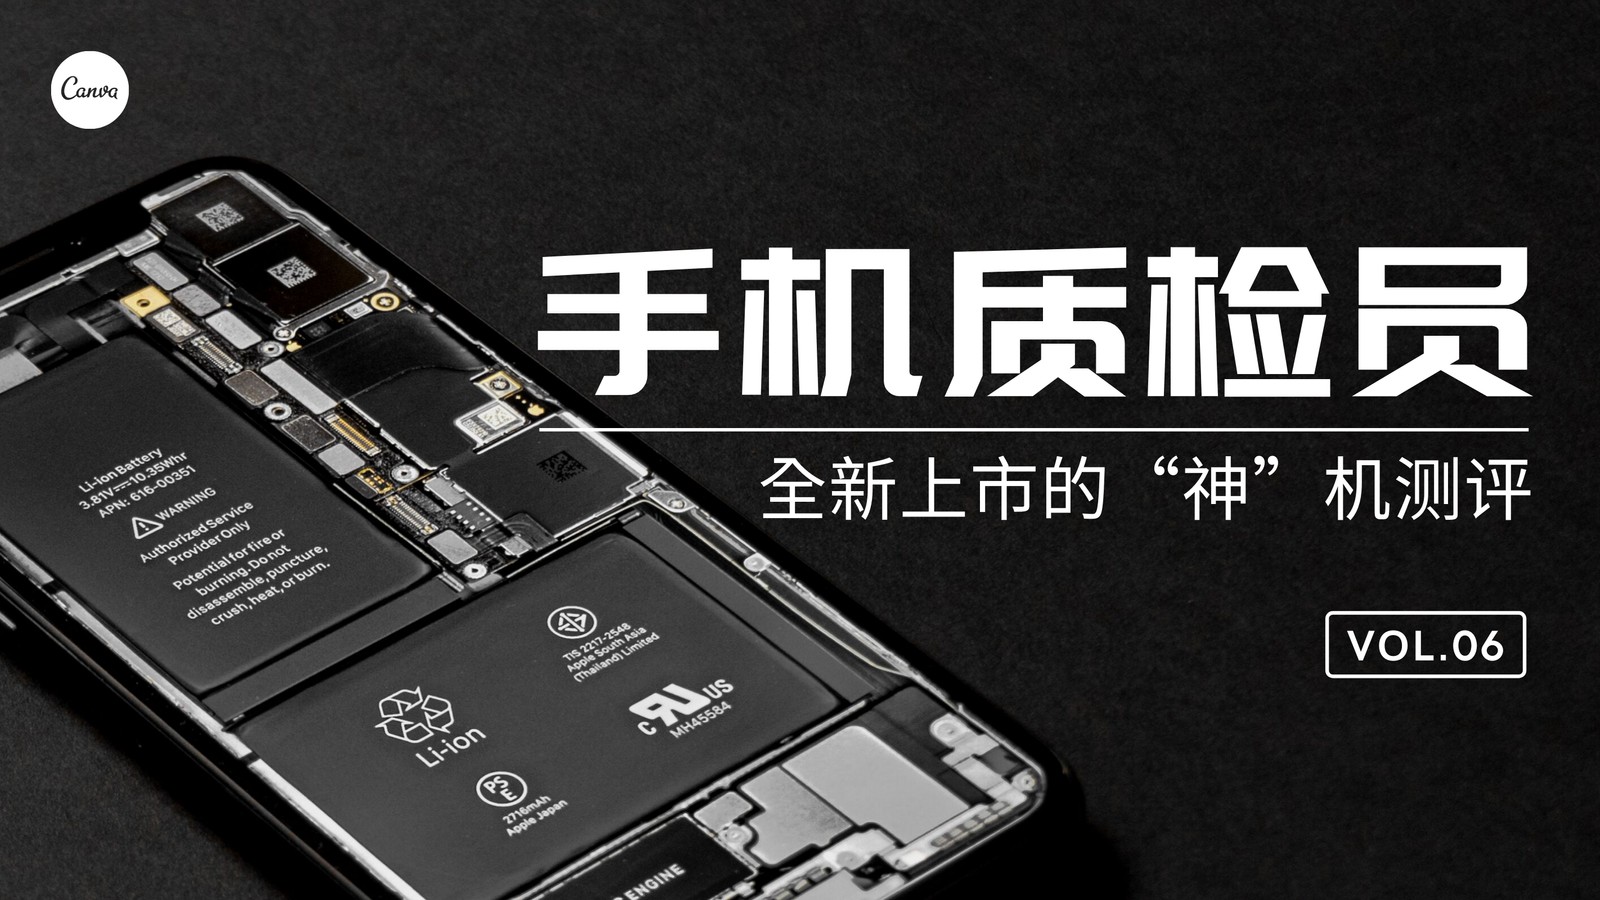 Canva
手机质检员
全新上市的“神”机测评
VOL.06
Li-ion Battery
3.81V⎓10.35Whr
APN: 616-00351
WARNING
Authorized Service
Provider Only
Potential for fire or
burning. Do not
disassemble, puncture,
crush, heat, or burn.
TIS 2217-2548
Apple South Asia
(Thailand) Limited
Li-ion
c RU US
MH45584
PS
E
2716mAh
Apple Japan
ENGINE